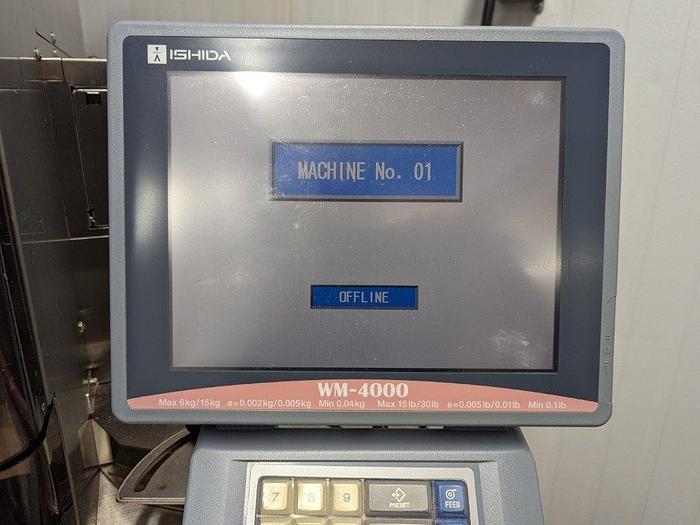 ISHIDA
MACHINE No. 01
OFFLINE
WM-4000
Max 6kg/15kg e=0.002kg/0.005kg Min 0.04kg Max 15lb/30lb e=0.005lb/0.01lb Min 0.1lb
7 8 9 PRESET FEED